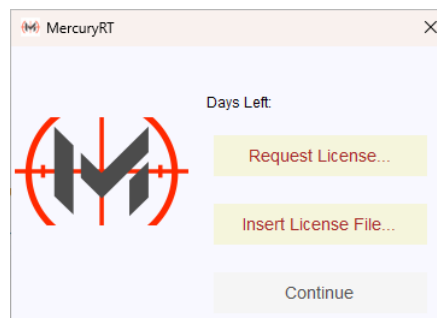 MercuryRT
Days Left:
Request License...
Insert License File...
Continue